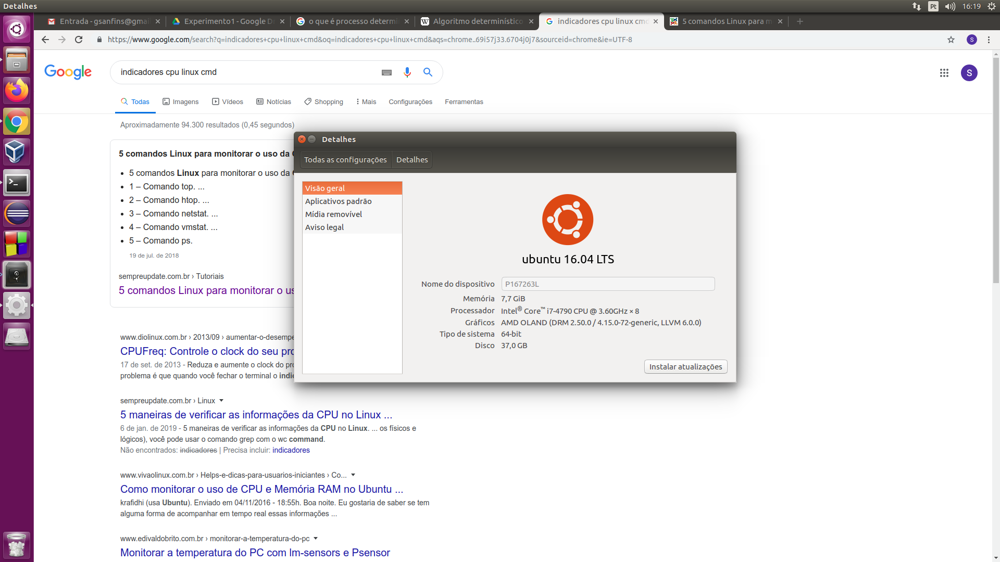 Detalhes
Pt
16:19
Entrada - gsanfins@gmai
Experimento1 - Google D
o que é processo determi
Algoritmo determinístico
indicadores cpu linux cmd
5 comandos Linux para m
https://www.google.com/search?q=indicadores+cpu+linux+cmd&oq=indicadores+cpu+linux+cmd&aqs=chrome..69i57j33.6704j0j7&sourceid=chrome&ie=UTF-8
S
Google
indicadores cpu linux cmd
S
Todas
Imagens
Vídeos
Notícias
Shopping
Mais
Configurações
Ferramentas
Aproximadamente 94.300 resultados (0,45 segundos)
5 comandos Linux para monitorar o uso da
• 5 comandos Linux para monitorar o uso da
• 1 – Comando top. ...
• 2 – Comando htop. ...
• 3 – Comando netstat. ...
• 4 – Comando vmstat. ...
• 5 – Comando ps.
19 de jul. de 2018
sempreupdate.com.br › Tutoriais
5 comandos Linux para monitorar o us
www.diolinux.com.br › 2013/09 › aumentar-o-desempe
CPUFreq: Controle o clock do seu pro
17 de set. de 2013 - Reduza e aumente o clock do pro
problema é que quando você fechar o terminal o indi
sempreupdate.com.br › Linux
5 maneiras de verificar as informações da CPU no Linux ...
6 de jan. de 2019 - 5 maneiras de verificar as informações da CPU no Linux. ... os físicos e
lógicos), você pode usar o comando grep com o wc command.
Não encontrados: indicadores | Precisa incluir: indicadores
www.vivaolinux.com.br › Helps-e-dicas-para-usuarios-iniciantes › Co...
Como monitorar o uso de CPU e Memória RAM no Ubuntu ...
krafidhi (usa Ubuntu). Enviado em 04/11/2016 - 18:55h. Boa noite. Eu gostaria de saber se tem
alguma forma de acompanhar em tempo real essas informações ...
www.edivaldobrito.com.br › monitorar-a-temperatura-do-pc
Monitorar a temperatura do PC com lm-sensors e Psensor
Detalhes
Todas as configurações
Detalhes
Visão geral
Aplicativos padrão
Mídia removível
Aviso legal
ubuntu 16.04 LTS
Nome do dispositivo P167263L
Memória 7,7 GiB
Processador Intel® Core™ i7-4790 CPU @ 3.60GHz × 8
Gráficos AMD OLAND (DRM 2.50.0 / 4.15.0-72-generic, LLVM 6.0.0)
Tipo de sistema 64-bit
Disco 37,0 GB
Instalar atualizações